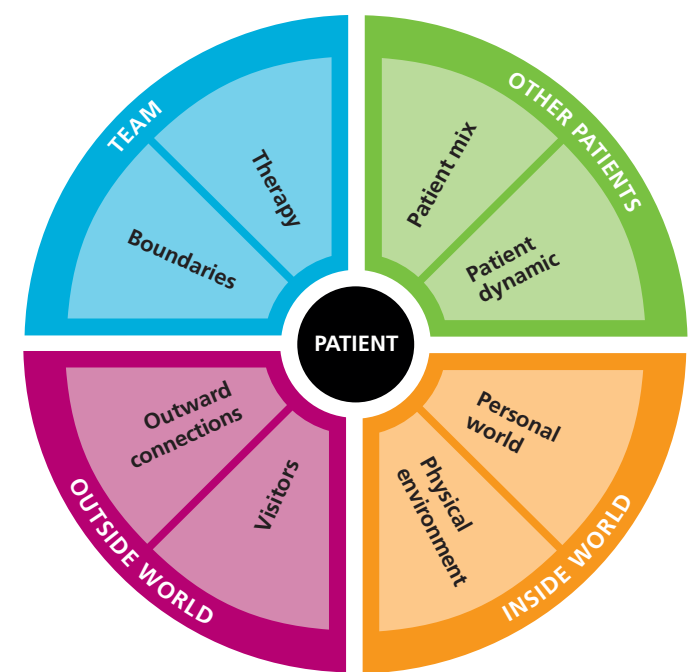 TEAM
Therapy
Boundaries
OTHER PATIENTS
Patient mix
Patient
dynamic
PATIENT
Outward
connections
Visitors
OUTSIDE WORLD
Personal
world
Physical
environment
INSIDE WORLD